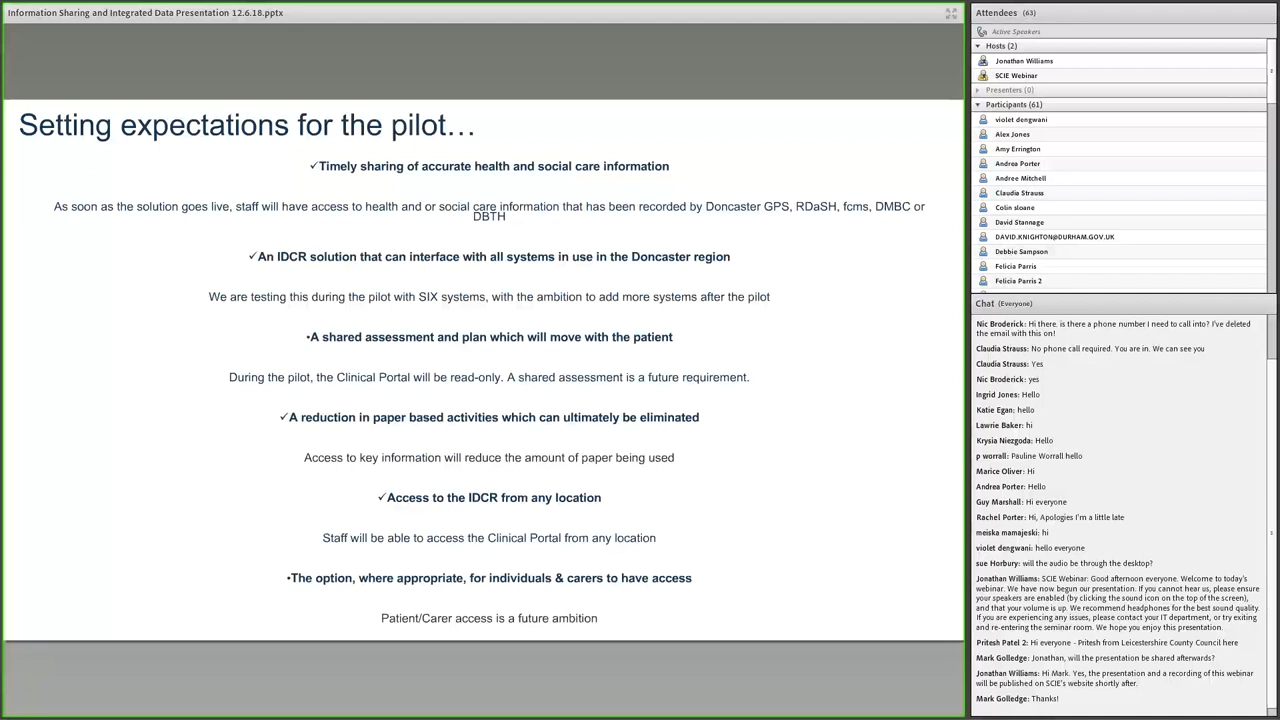 Information Sharing and Integrated Data Presentation 12.6.18.pptx
Setting expectations for the pilot…
✓Timely sharing of accurate health and social care information
As soon as the solution goes live, staff will have access to health and or social care information that has been recorded by Doncaster GPS, RDaSH, fcms, DMBC or
DBTH
✓An IDCR solution that can interface with all systems in use in the Doncaster region
We are testing this during the pilot with SIX systems, with the ambition to add more systems after the pilot
•A shared assessment and plan which will move with the patient
During the pilot, the Clinical Portal will be read-only. A shared assessment is a future requirement.
✓A reduction in paper based activities which can ultimately be eliminated
Access to key information will reduce the amount of paper being used
✓Access to the IDCR from any location
Staff will be able to access the Clinical Portal from any location
•The option, where appropriate, for individuals & carers to have access
Patient/Carer access is a future ambition
Attendees (63)
Active Speakers
Hosts (2)
Jonathan Williams
SCIE Webinar
Presenters (0)
Participants (61)
violet dengwani
Alex Jones
Amy Errington
Andrea Porter
Andree Mitchell
Claudia Strauss
Colin sloane
David Stannage
DAVID.KNIGHTON@DURHAM.GOV.UK
Debbie Sampson
Felicia Parris
Felicia Parris 2
Chat (Everyone)
Nic Broderick: Hi there. is there a phone number I need to call into? I've deleted
the email with this on!
Claudia Strauss: No phone call required. You are in. We can see you
Claudia Strauss: Yes
Nic Broderick: yes
Ingrid Jones: Hello
Katie Egan: hello
Lawrie Baker: hi
Krysia Niezgoda: Hello
p worrall: Pauline Worrall hello
Marice Oliver: Hi
Andrea Porter: Hello
Guy Marshall: Hi everyone
Rachel Porter: Hi, Apologies I'm a little late
meiska mamajeski: hi
violet dengwani: hello everyone
sue Horbury: will the audio be through the desktop?
Jonathan Williams: SCIE Webinar: Good afternoon everyone. Welcome to today's
webinar. We have now begun our presentation. If you cannot hear us, please ensure
your speakers are enabled (by clicking the sound icon on the top of the screen),
and that your volume is up. We recommend headphones for the best sound quality.
If you are experiencing any issues, please contact your IT department, or try exiting
and re-entering the seminar room. We hope you enjoy this presentation.
Pritesh Patel 2: Hi everyone - Pritesh from Leicestershire County Council here
Mark Golledge: Jonathan, will the presentation be shared afterwards?
Jonathan Williams: Hi Mark. Yes, the presentation and a recording of this webinar
will be published on SCIE's website shortly after.
Mark Golledge: Thanks!